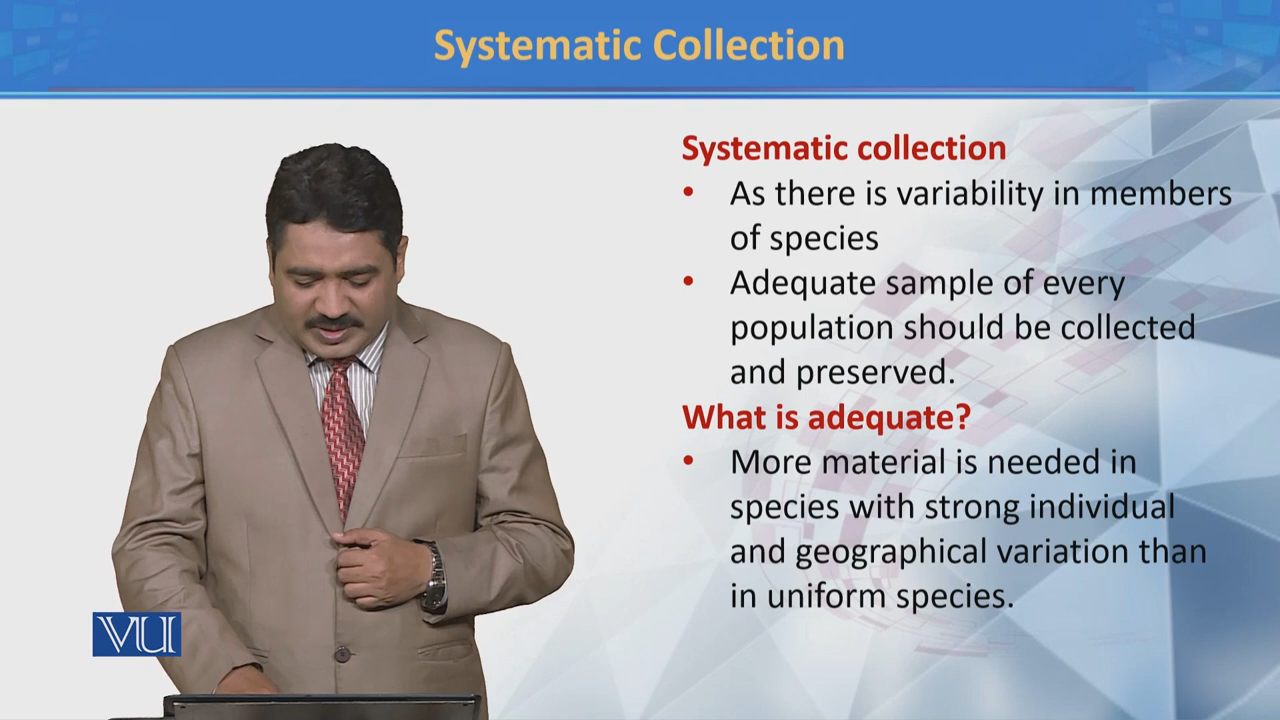 Systematic Collection
Systematic collection
• As there is variability in members
of species
• Adequate sample of every
population should be collected
and preserved.
What is adequate?
• More material is needed in
species with strong individual
and geographical variation than
in uniform species.
VU